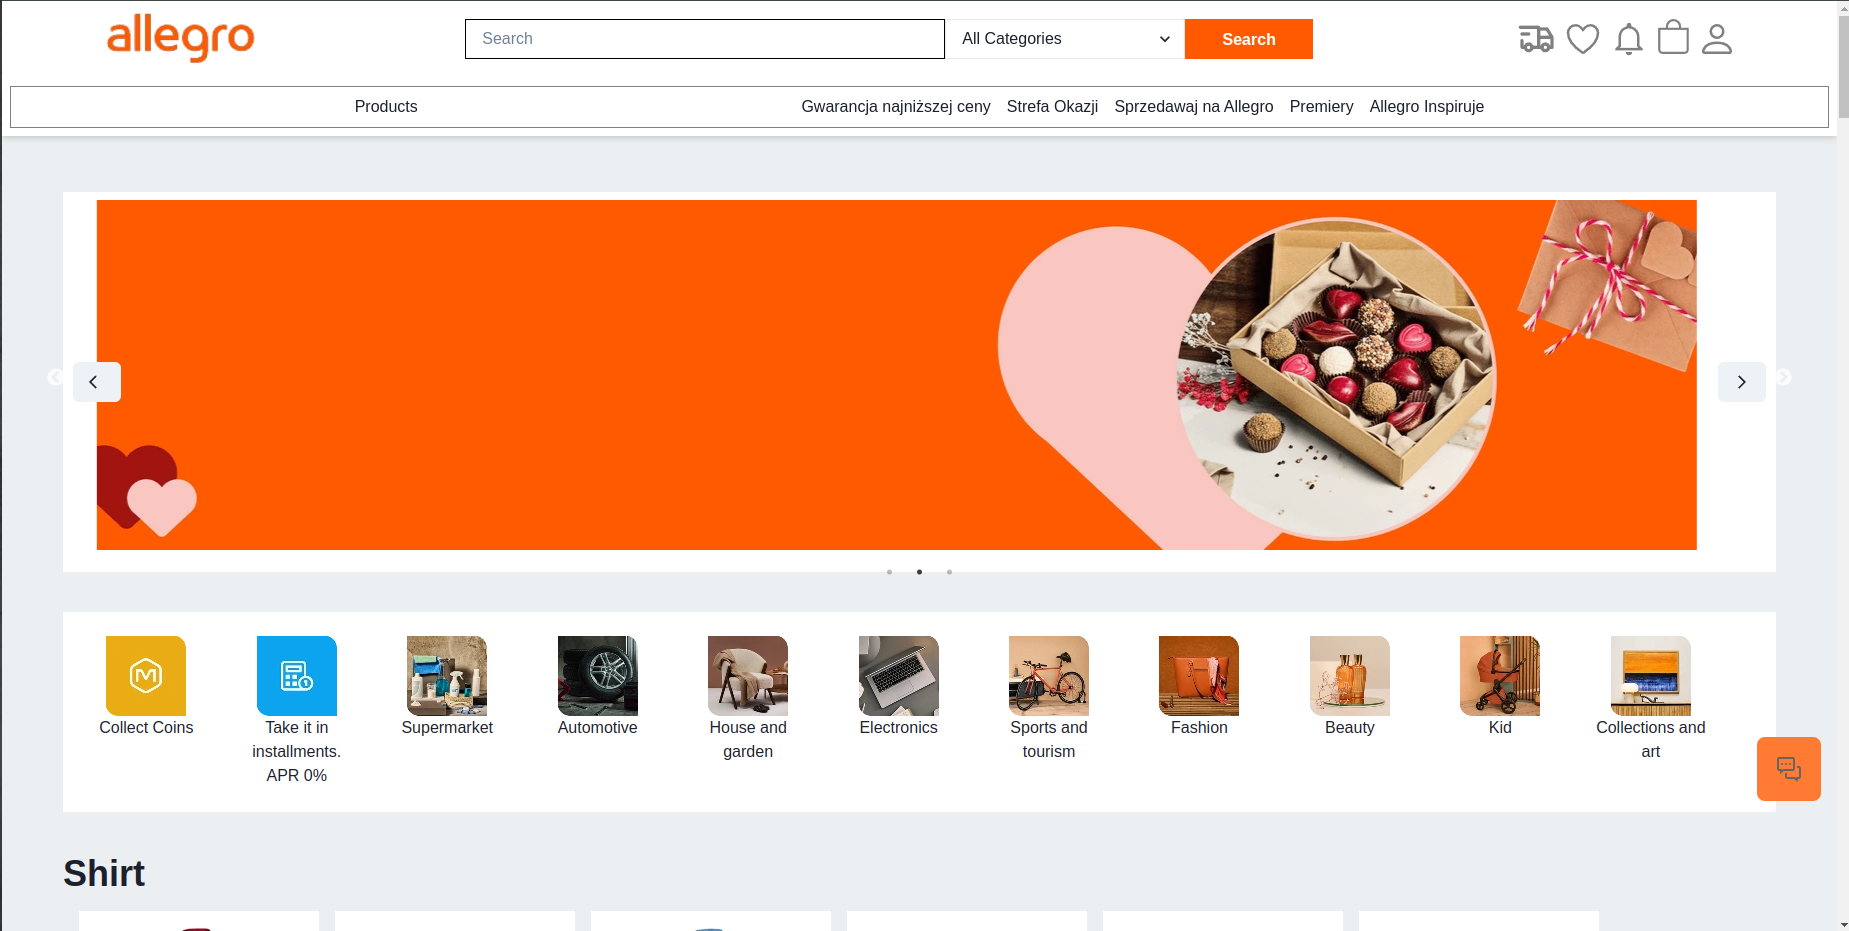 allegro
Search
All Categories
Search
Products
Gwarancja najniższej ceny
Strefa Okazji
Sprzedawaj na Allegro
Premiery
Allegro Inspiruje
Collect Coins
Take it in
installments.
APR 0%
Supermarket
Automotive
House and
garden
Electronics
Sports and
tourism
Fashion
Beauty
Kid
Collections and
art
Shirt